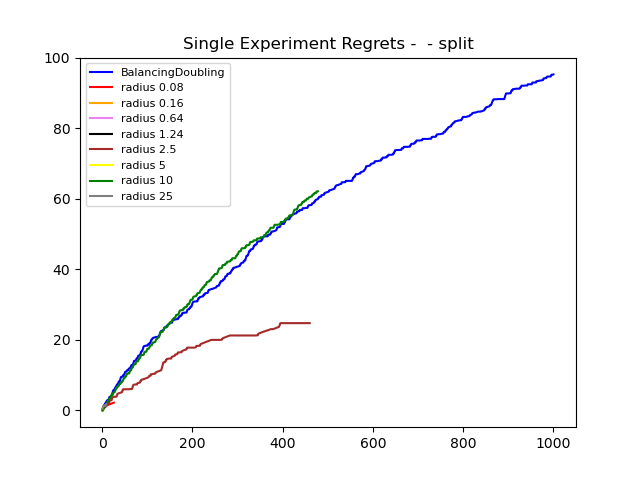 Single Experiment Regrets -  - split
100
80
60
40
20
0
BalancingDoubling
radius 0.08
radius 0.16
radius 0.64
radius 1.24
radius 2.5
radius 5
radius 10
radius 25
0 200 400 600 800 1000